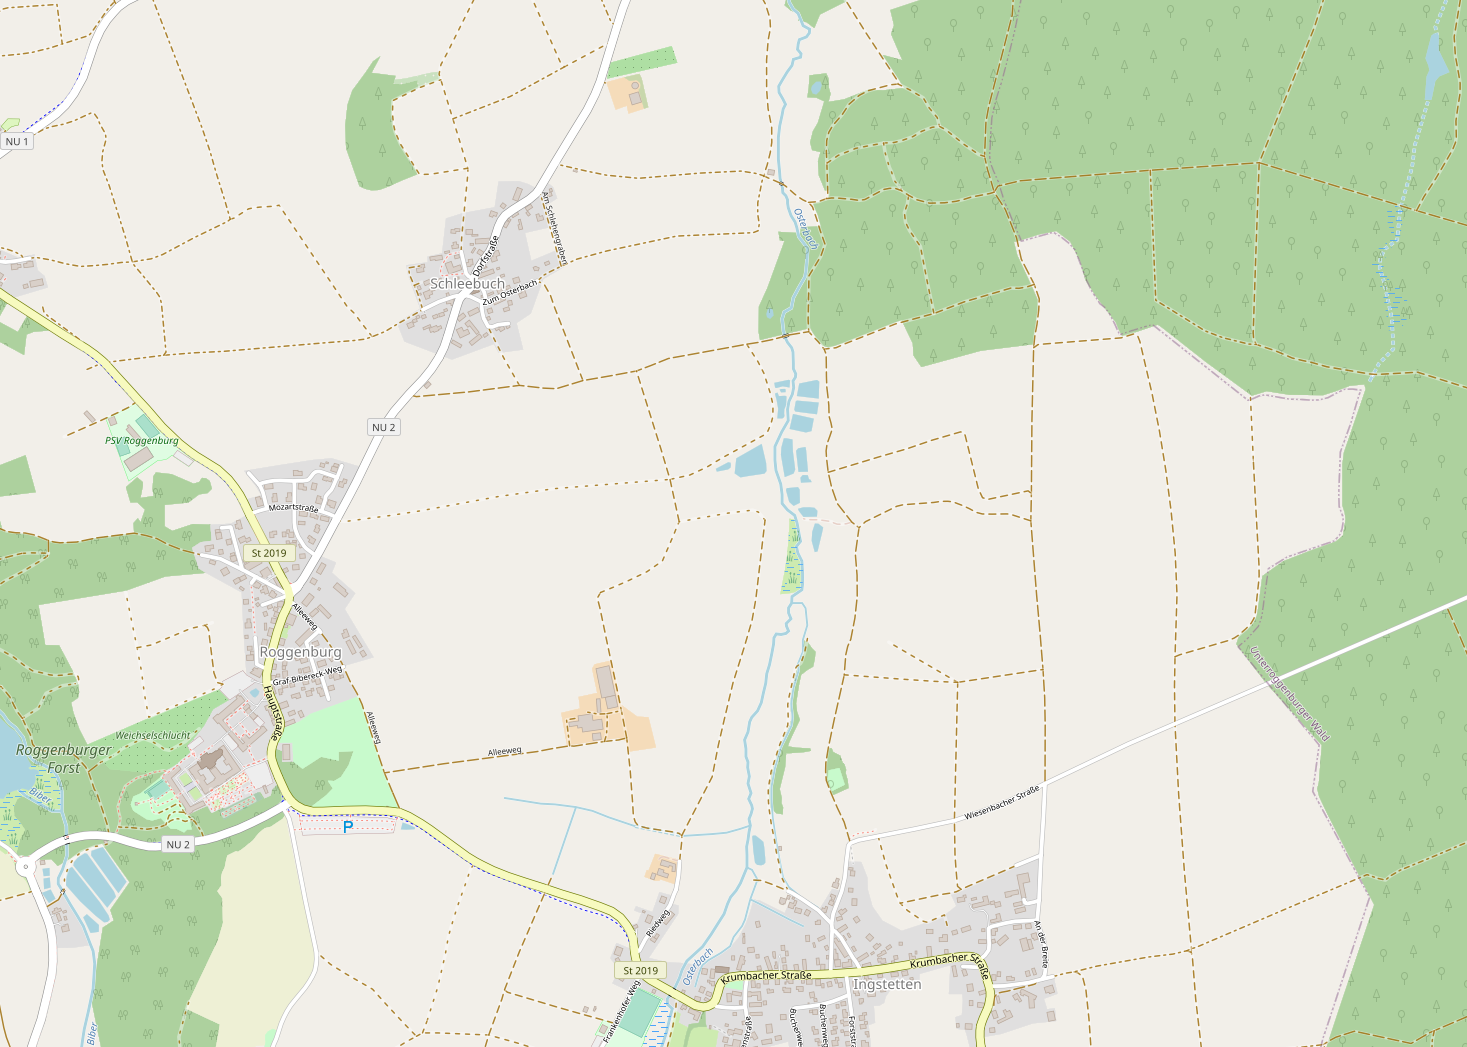 NU 1
Am Schlehengraben
Osterbach
Dorfstraße
Schleebuch
Zum Osterbach
NU 2
PSV Roggenburg
Mozartstraße
St 2019
Alleeweg
Roggenburg
Graf-Bibereck-Weg
Hauptstraße
Alleeweg
Alleeweg
Weichselschlucht
Roggenburger
Forst
Biber
Unterroggenburger Wald
Wiesenbacher Straße
P
NU 2
Riedweg
An der Breite
St 2019
Osterbach
Krumbacher Straße
Krumbacher Straße
Ingstetten
Frankenhofer Weg
Biber
Buchenweg
Forststr